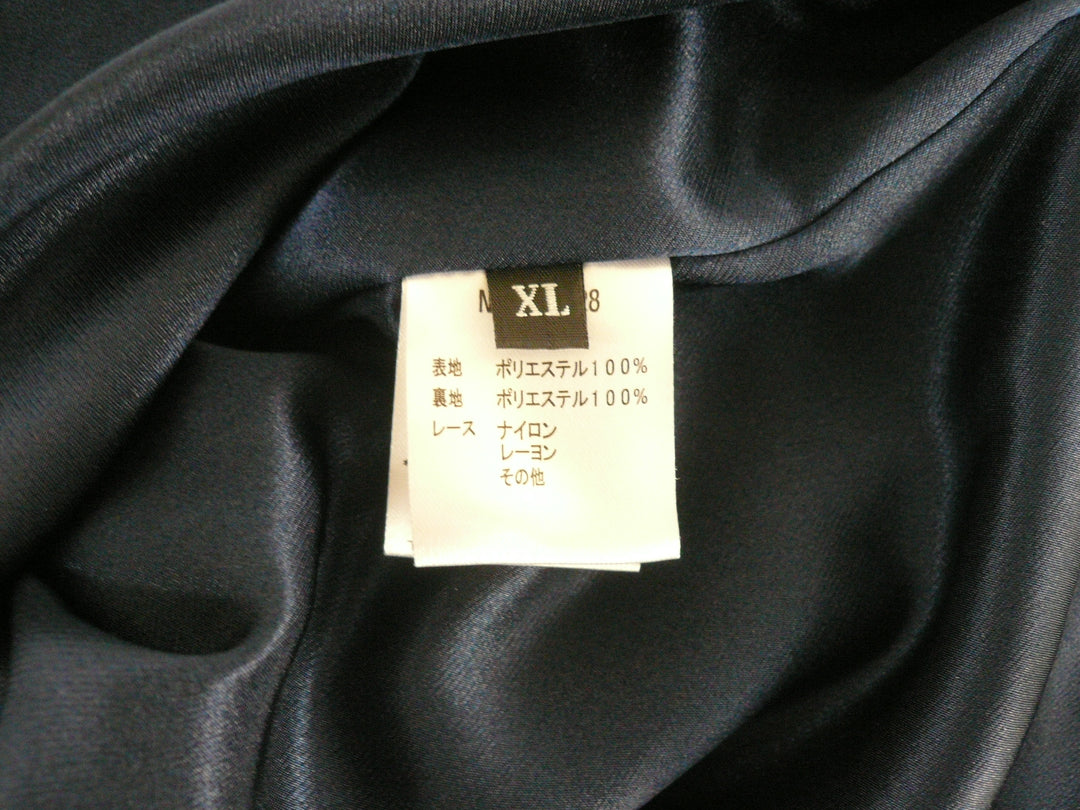 XL
表地 ポリエステル100%
裏地 ポリエステル100%
レース ナイロン
レーヨン
その他